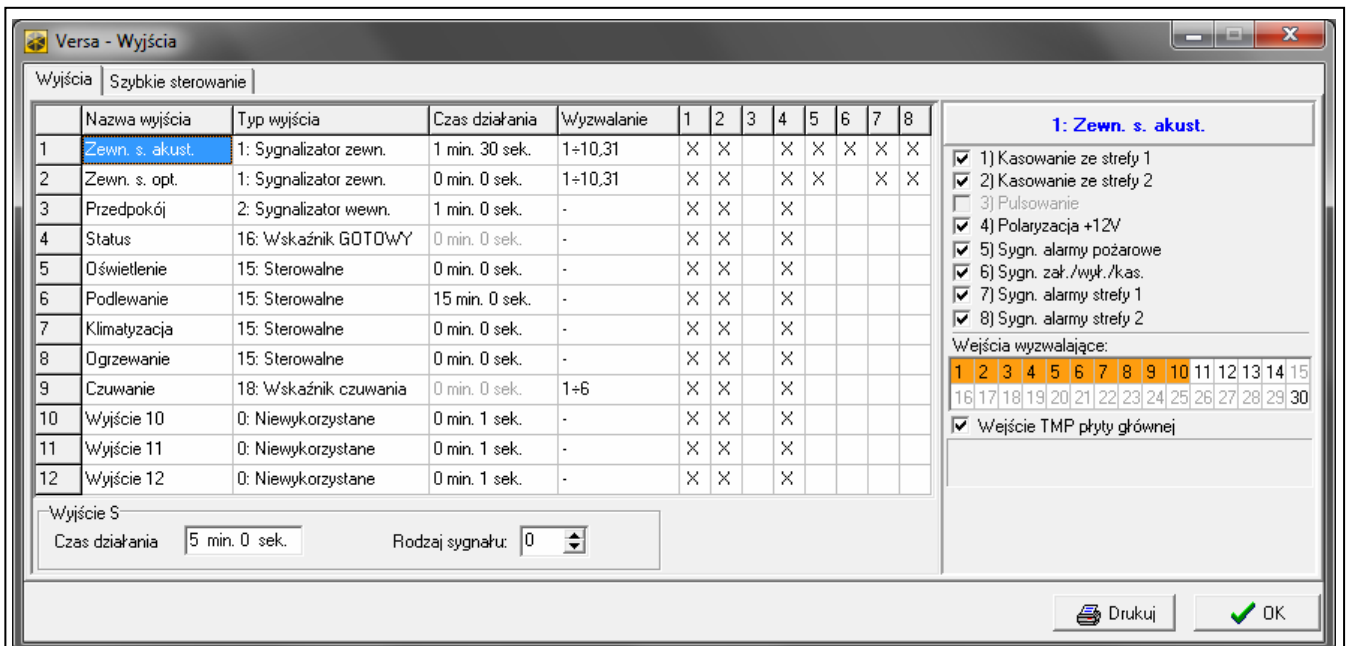 Versa - Wyjścia
Wyjścia Szybkie sterowanie
Nazwa wyjścia Typ wyjścia Czas działania Wyzwalanie 1 2 3 4 5 6 7 8
1 Zewn. s. akust. 1: Sygnalizator zewn. 1 min. 30 sek. 1÷10,31 X X X X X X X
2 Zewn. s. opt. 1: Sygnalizator zewn. 0 min. 0 sek. 1÷10,31 X X X X X X
3 Przedpokój 2: Sygnalizator wewn. 1 min. 0 sek. - X X X
4 Status 16: Wskaźnik GOTOWY 0 min. 0 sek. - X X X
5 Oświetlenie 15: Sterowalne 0 min. 0 sek. - X X X
6 Podlewanie 15: Sterowalne 15 min. 0 sek. - X X X
7 Klimatyzacja 15: Sterowalne 0 min. 0 sek. - X X X
8 Ogrzewanie 15: Sterowalne 0 min. 0 sek. - X X X
9 Czuwanie 18: Wskaźnik czuwania 0 min. 0 sek. 1÷6 X X X
10 Wyjście 10 0: Niewykorzystane 0 min. 1 sek. - X X X
11 Wyjście 11 0: Niewykorzystane 0 min. 1 sek. - X X X
12 Wyjście 12 0: Niewykorzystane 0 min. 1 sek. - X X X
Wyjście S
Czas działania 5 min. 0 sek. Rodzaj sygnału: 0
1: Zewn. s. akust.
1) Kasowanie ze strefy 1
2) Kasowanie ze strefy 2
3) Pulsowanie
4) Polaryzacja +12V
5) Sygn. alarmy pożarowe
6) Sygn. zał./wył./kas.
7) Sygn. alarmy strefy 1
8) Sygn. alarmy strefy 2
Wejścia wyzwalające:
1 2 3 4 5 6 7 8 9 10 11 12 13 14 15
16 17 18 19 20 21 22 23 24 25 26 27 28 29 30
Wejście TMP płyty głównej
Drukuj OK